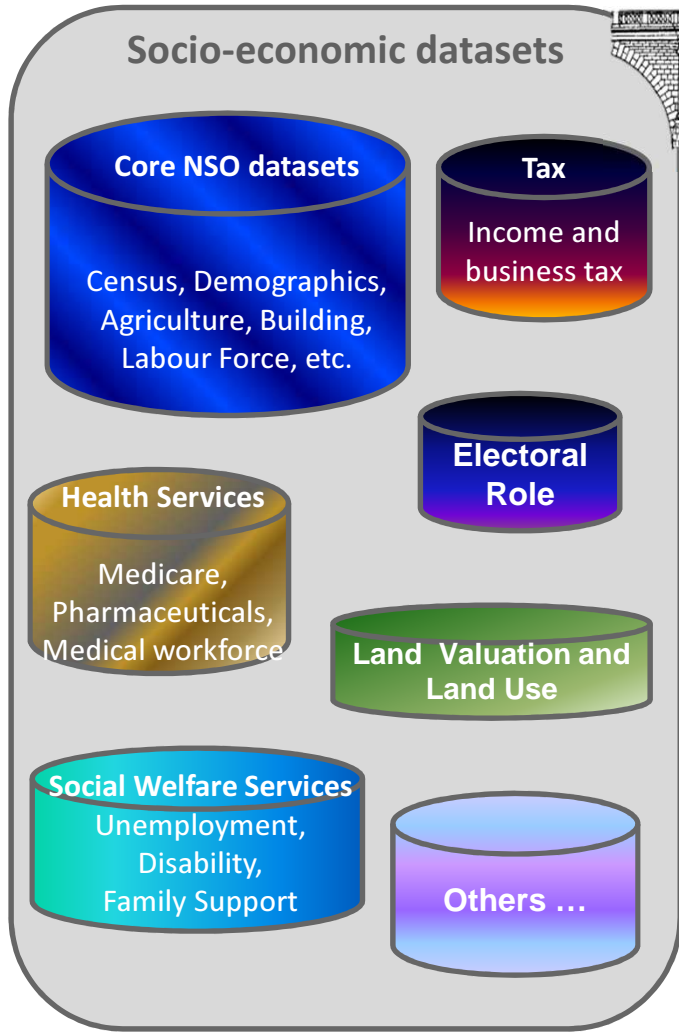 Socio-economic datasets
Core NSO datasets
Census, Demographics,
Agriculture, Building,
Labour Force, etc.
Tax
Income and
business tax
Electoral
Role
Health Services
Medicare,
Pharmaceuticals,
Medical workforce
Land Valuation and
Land Use
Social Welfare Services
Unemployment,
Disability,
Family Support
Others …